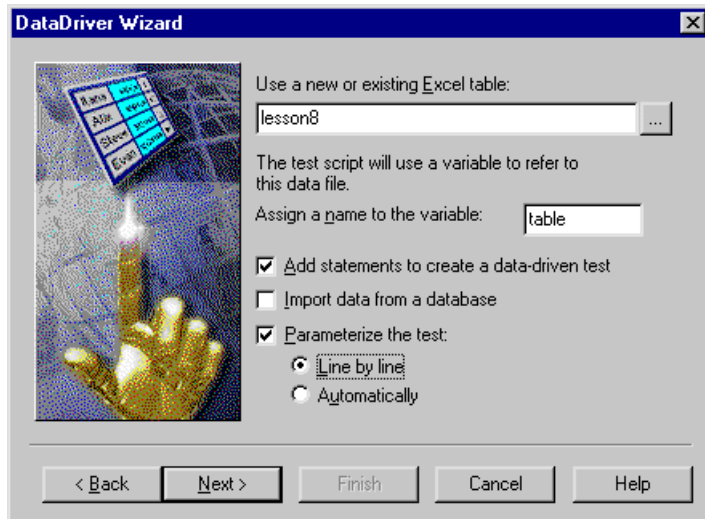 DataDriver Wizard
Use a new or existing Excel table:
lesson8
...
The test script will use a variable to refer to
this data file.
Assign a name to the variable:
table
Add statements to create a data-driven test
Import data from a database
Parameterize the test:
Line by line
Automatically
< Back
Next >
Finish
Cancel
Help